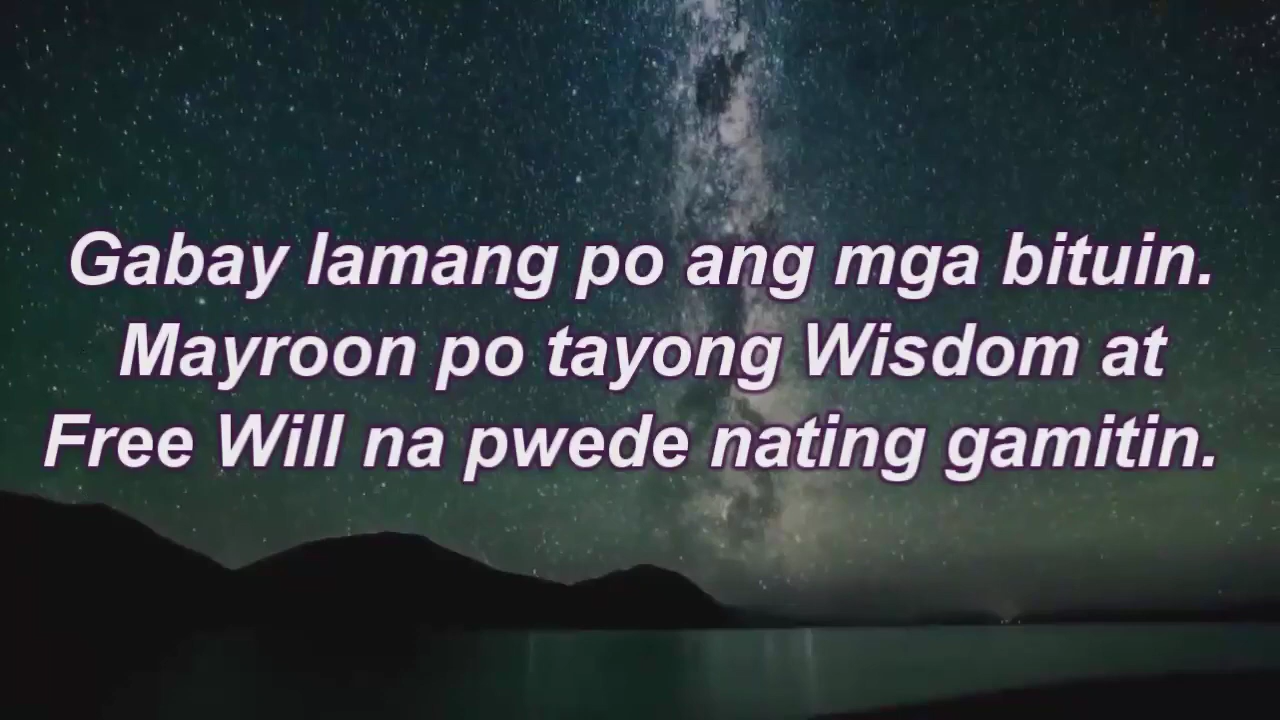 Gabay lamang po ang mga bituin.
Mayroon po tayong Wisdom at
Free Will na pwede nating gamitin.